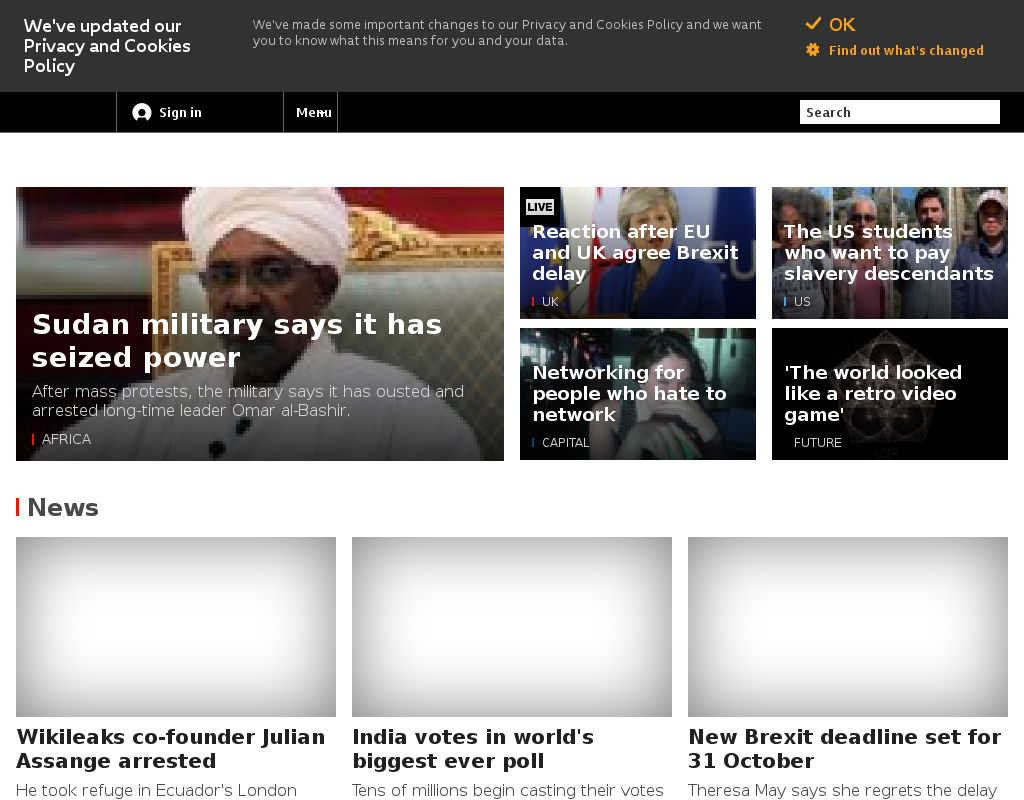 We've updated our
Privacy and Cookies
Policy
We've made some important changes to our Privacy and Cookies Policy and we want
you to know what this means for you and your data.
OK
Find out what's changed
Sign in
Menu
Search
Sudan military says it has
seized power
After mass protests, the military says it has ousted and
arrested long-time leader Omar al-Bashir.
AFRICA
LIVE
Reaction after EU
and UK agree Brexit
delay
UK
The US students
who want to pay
slavery descendants
US
Networking for
people who hate to
network
CAPITAL
'The world looked
like a retro video
game'
FUTURE
News
Wikileaks co-founder Julian
Assange arrested
He took refuge in Ecuador's London
India votes in world's
biggest ever poll
Tens of millions begin casting their votes
New Brexit deadline set for
31 October
Theresa May says she regrets the delay